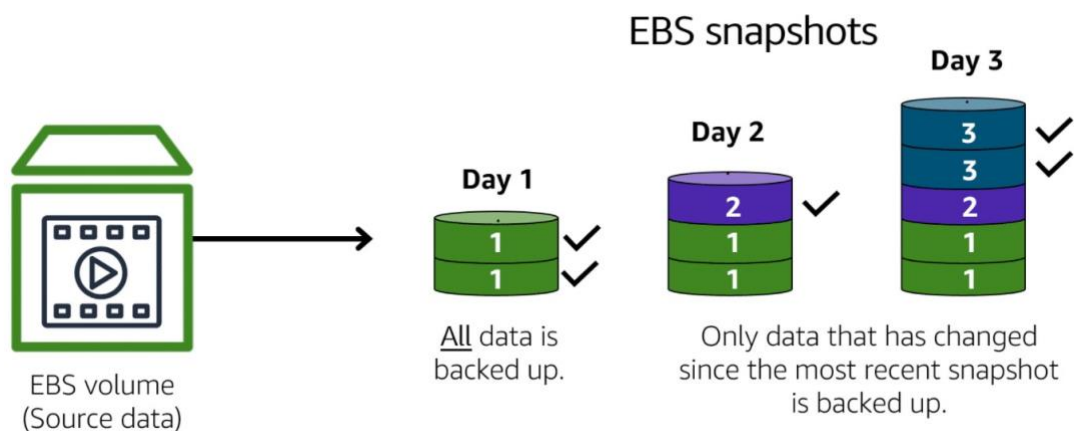 EBS snapshots
Day 1
Day 2
Day 3
1
1
2
1
1
3
3
2
1
1
EBS volume
(Source data)
All data is
backed up.
Only data that has changed
since the most recent snapshot
is backed up.